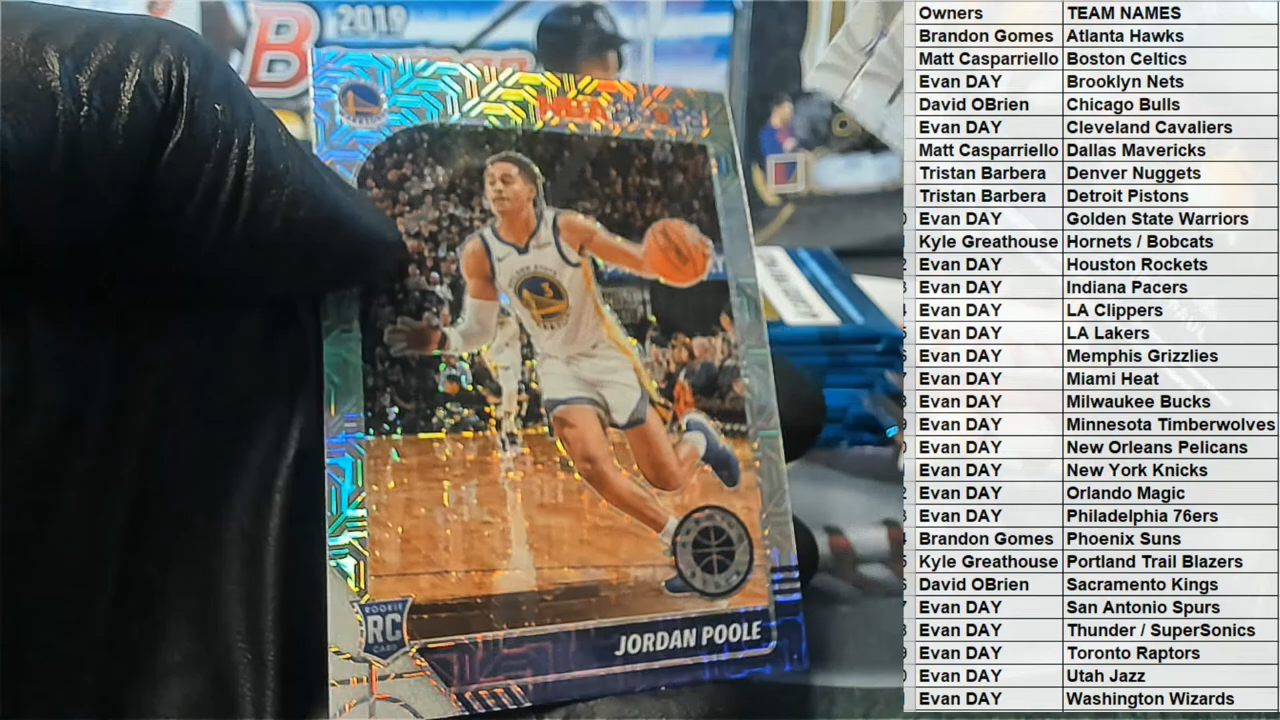 2019
B
NBA
3
ROOKIE
RC
CARD
JORDAN POOLE
Owners TEAM NAMES
Brandon Gomes Atlanta Hawks
Matt Casparriello Boston Celtics
Evan DAY Brooklyn Nets
David OBrien Chicago Bulls
Evan DAY Cleveland Cavaliers
Matt Casparriello Dallas Mavericks
Tristan Barbera Denver Nuggets
Tristan Barbera Detroit Pistons
Evan DAY Golden State Warriors
Kyle Greathouse Hornets / Bobcats
Evan DAY Houston Rockets
Evan DAY Indiana Pacers
Evan DAY LA Clippers
Evan DAY LA Lakers
Evan DAY Memphis Grizzlies
Evan DAY Miami Heat
Evan DAY Milwaukee Bucks
Evan DAY Minnesota Timberwolves
Evan DAY New Orleans Pelicans
Evan DAY New York Knicks
Evan DAY Orlando Magic
Evan DAY Philadelphia 76ers
Brandon Gomes Phoenix Suns
Kyle Greathouse Portland Trail Blazers
David OBrien Sacramento Kings
Evan DAY San Antonio Spurs
Evan DAY Thunder / SuperSonics
Evan DAY Toronto Raptors
Evan DAY Utah Jazz
Evan DAY Washington Wizards